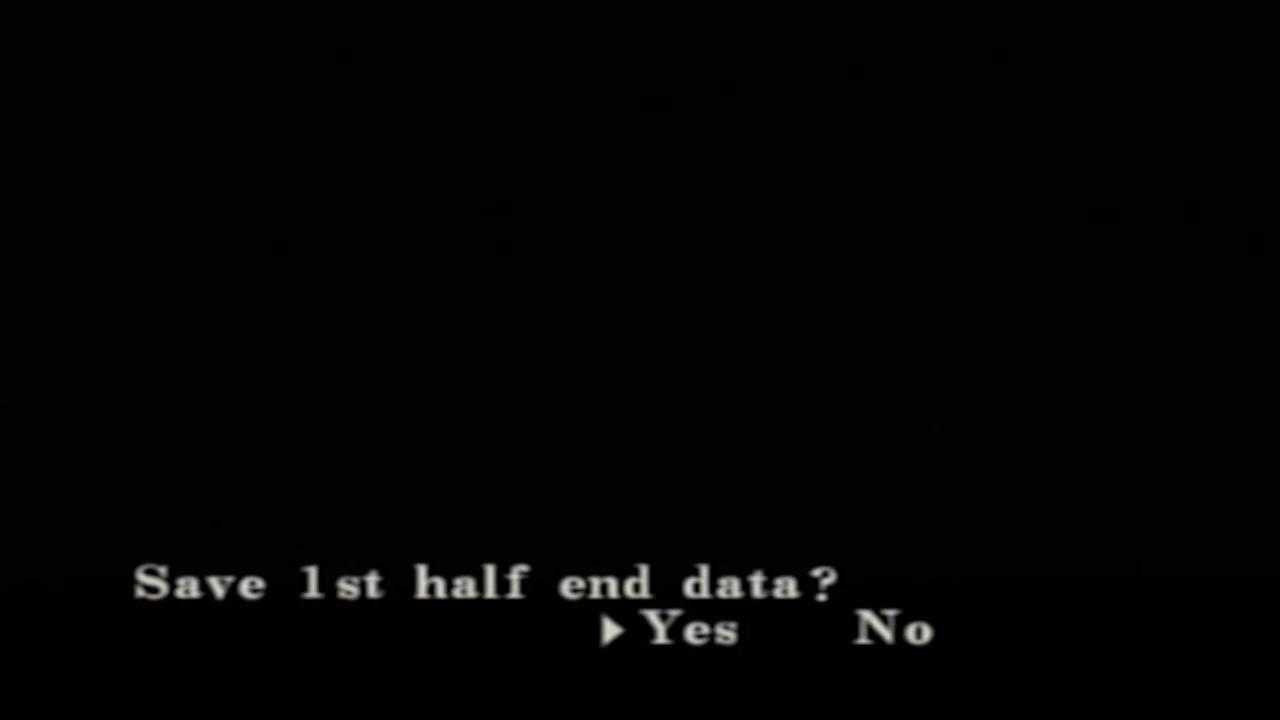 Save 1st half end data?
▶Yes No